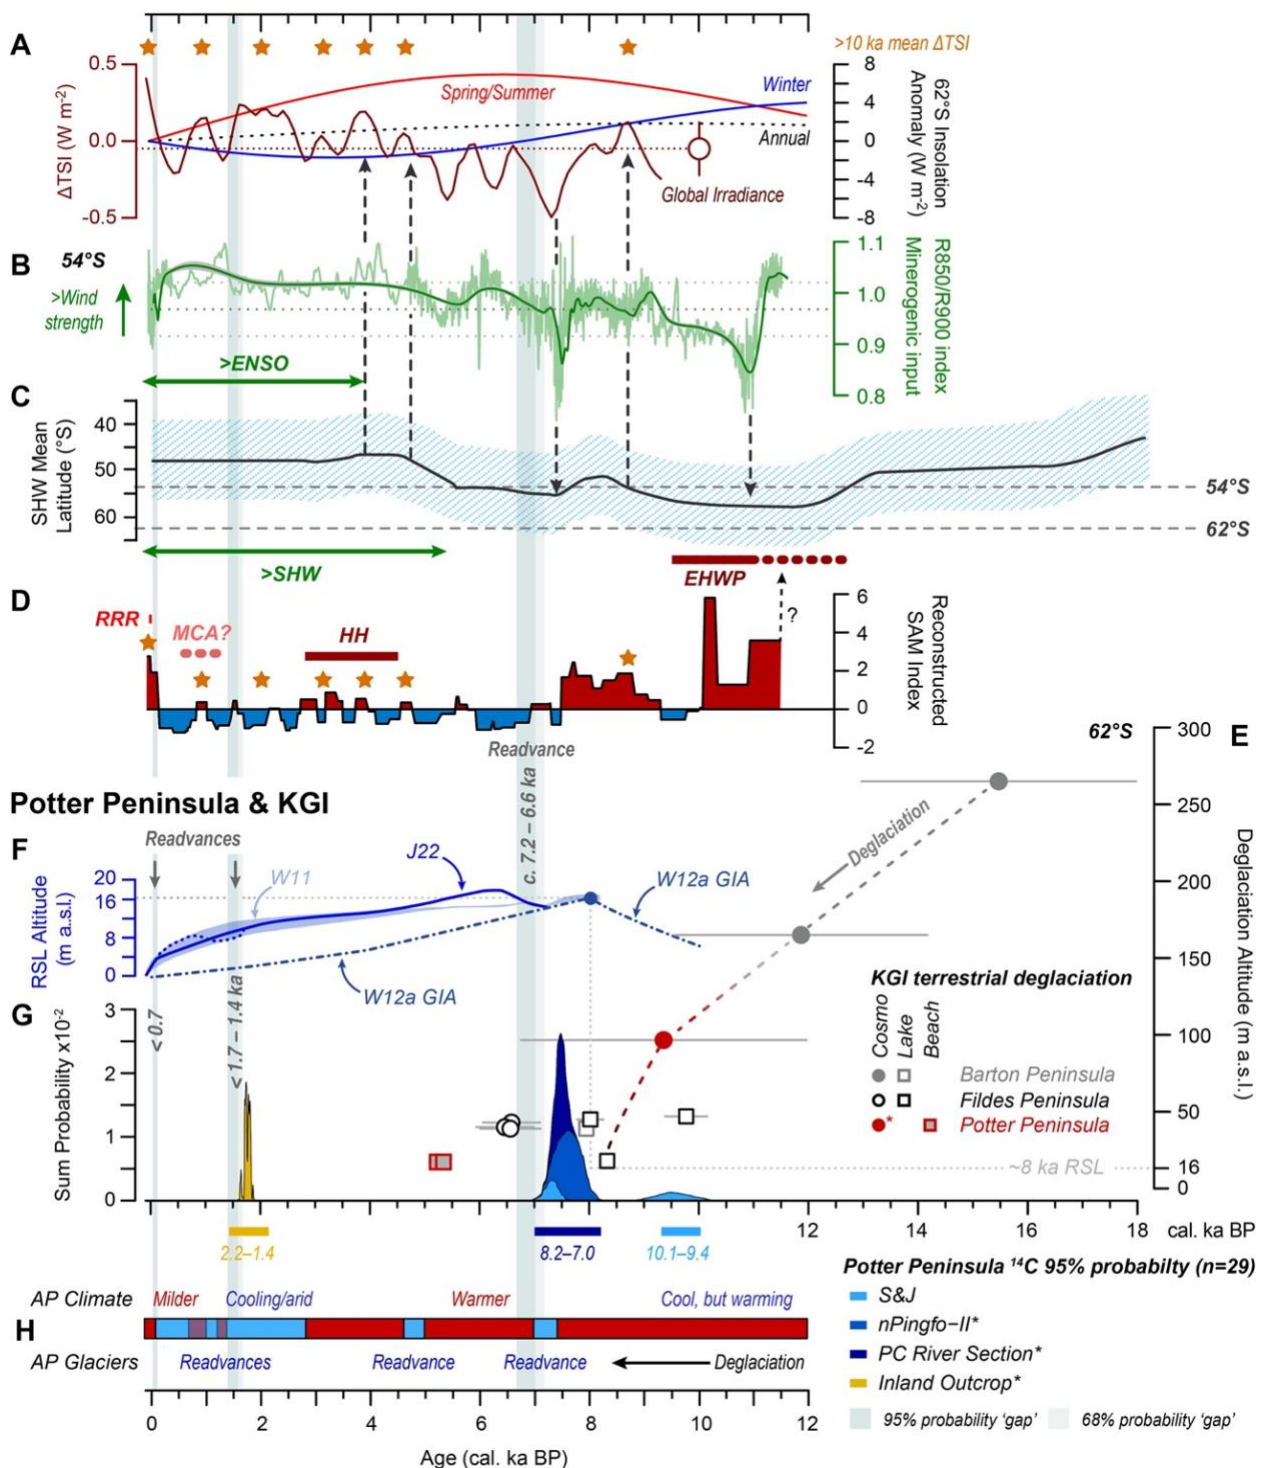 A
>10 ka mean ΔTSI
0.5
0.0
-0.5
ΔTSI (W m-2)
Spring/Summer
Winter
Annual
Global Irradiance
8
4
0
-4
-8
62°S Insolation
Anomaly (W m-2)
B
54°S
>Wind
strength
>ENSO
1.1
1.0
0.9
0.8
R850/R900 index
Minerogenic input
C
40
50
60
SHW Mean
Latitude (°S)
54°S
62°S
>SHW
EHWP
D
RRR
MCA?
HH
?
6
4
2
0
-2
Reconstructed
SAM Index
Readvance
c. 7.2 – 6.6 ka
62°S
E
300
250
200
150
100
50
16
0
Deglaciation Altitude (m a.s.l.)
Deglaciation
Potter Peninsula & KGI
F
Readvances
W11
J22
W12a GIA
W12a GIA
20
16
8
0
RSL Altitude
(m a.s.l.)
< 0.7
< 1.7 – 1.4 ka
KGI terrestrial deglaciation
Cosmo
Lake
Beach
Barton Peninsula
Fildes Peninsula
* Potter Peninsula
~8 ka RSL
G
3
2
1
0
Sum Probability x10-2
12 14 16 18 cal. ka BP
2.2–1.4
8.2–7.0
10.1–9.4
Potter Peninsula 14C 95% probabilty (n=29)
S&J
nPingfo–II*
PC River Section*
Inland Outcrop*
95% probability ‘gap’
68% probability ‘gap’
H
AP Climate
Milder
Cooling/arid
Warmer
Cool, but warming
AP Glaciers
Readvances
Readvance
Readvance
Deglaciation
0 2 4 6 8 10 12
Age (cal. ka BP)